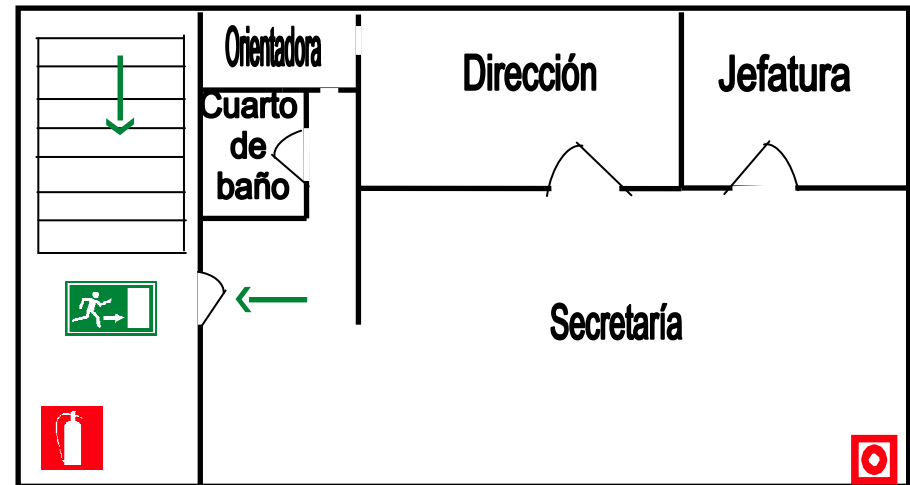 Orientadora
Dirección
Jefatura
Cuarto
de
baño
Secretaría